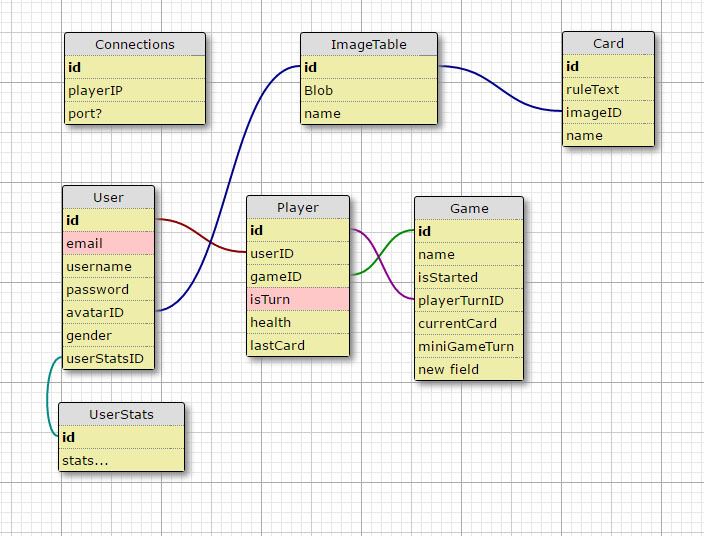 Connections
id
playerIP
port?
ImageTable
id
Blob
name
Card
id
ruleText
imageID
name
User
id
email
username
password
avatarID
gender
userStatsID
Player
id
userID
gameID
isTurn
health
lastCard
Game
id
name
isStarted
playerTurnID
currentCard
miniGameTurn
new field
UserStats
id
stats...